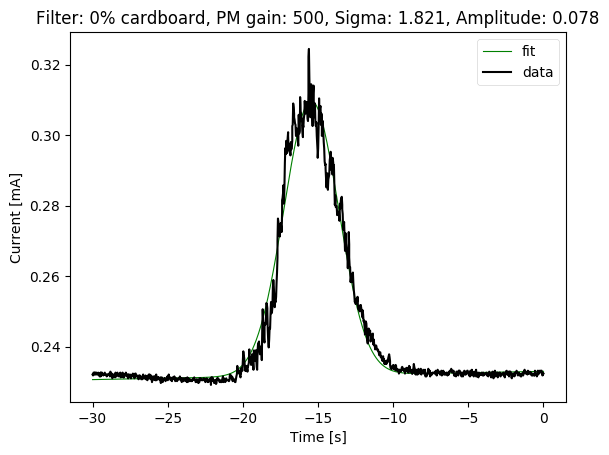 Filter: 0% cardboard, PM gain: 500, Sigma: 1.821, Amplitude: 0.078
fit
data
0.32
0.30
0.28
0.26
0.24
Current [mA]
−30
−25
−20
−15
−10
−5
0
Time [s]